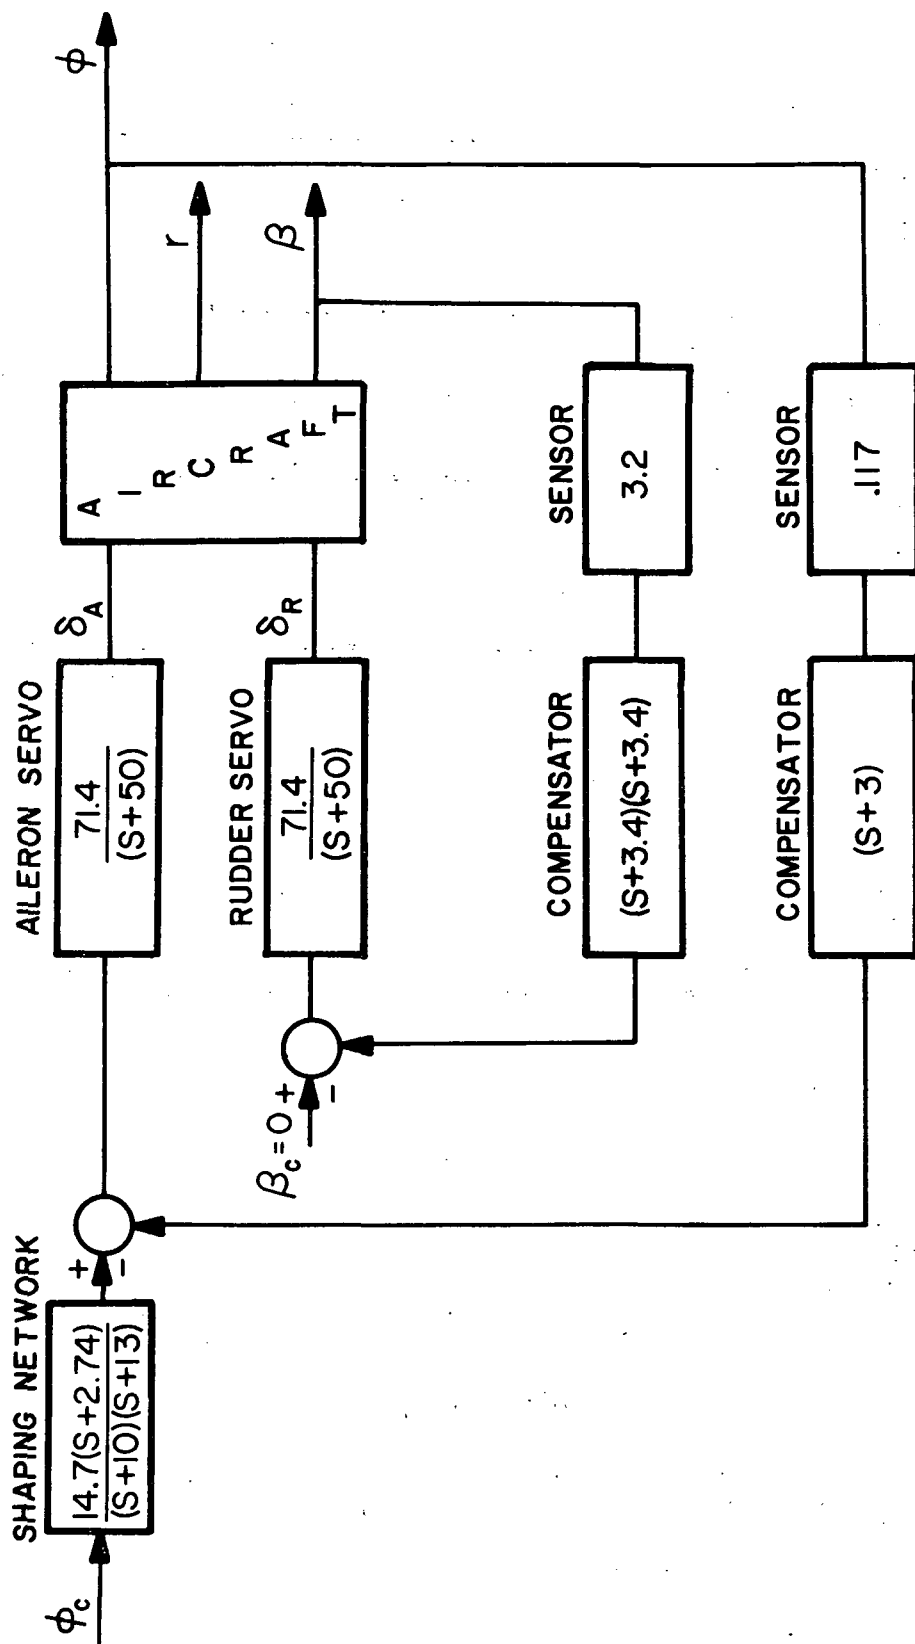 ϕc
SHAPING NETWORK
14.7(S+2.74)
(S+10)(S+13)
+
−
AILERON SERVO
71.4
(S+50)
δA
AIRCRAFT
ϕ
r
β
βc=0
+
−
RUDDER SERVO
71.4
(S+50)
δR
COMPENSATOR
(S+3.4)(S+3.4)
SENSOR
3.2
COMPENSATOR
(S+3)
SENSOR
.117